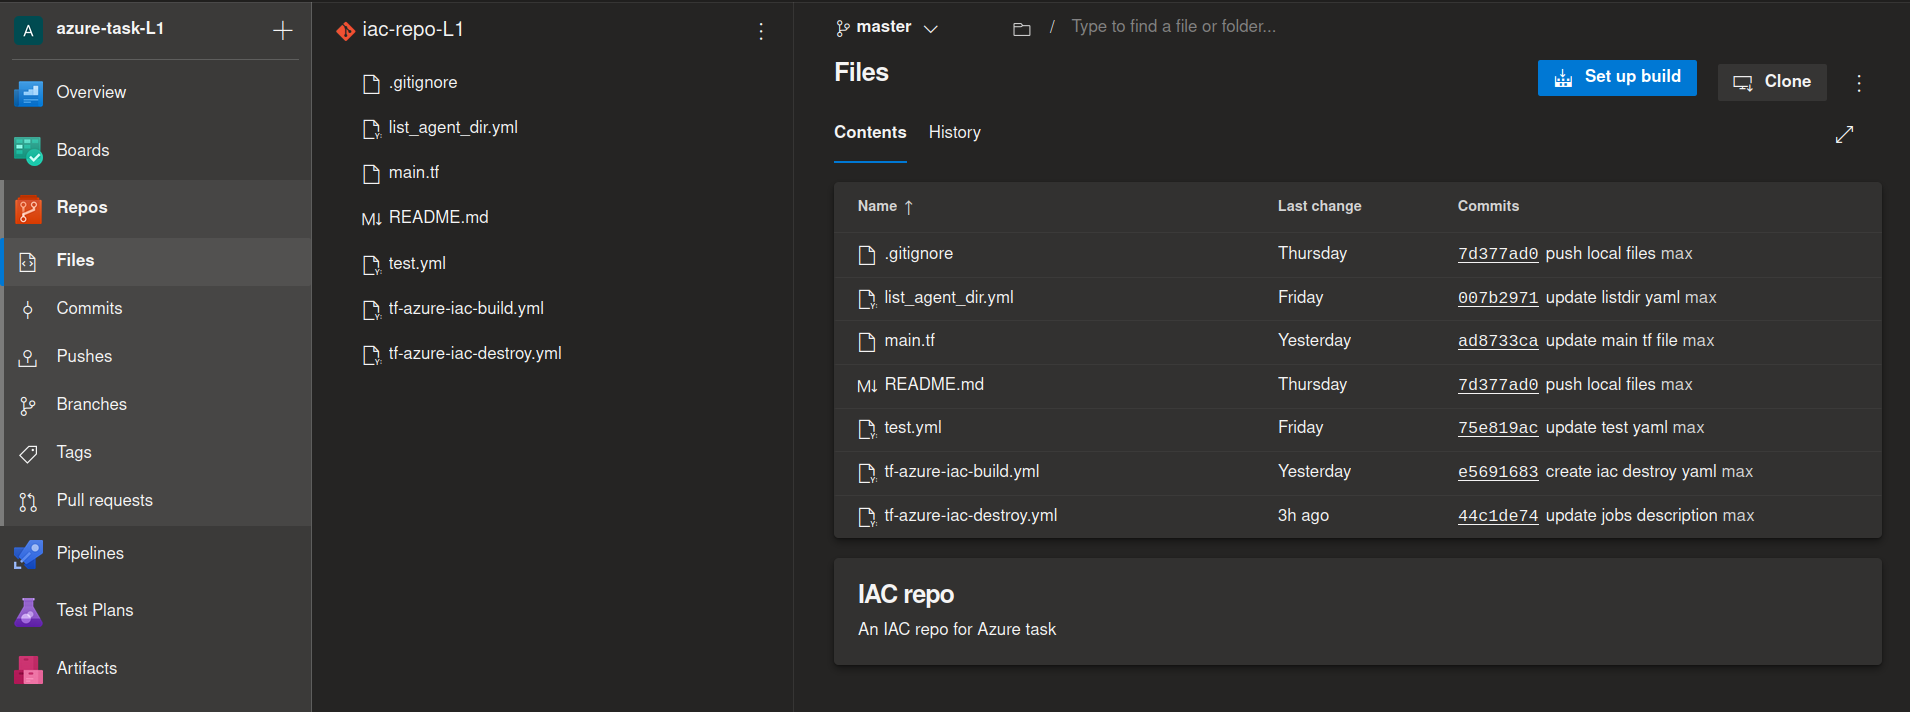 A azure-task-L1
Overview
Boards
Repos
Files
Commits
Pushes
Branches
Tags
Pull requests
Pipelines
Test Plans
Artifacts
iac-repo-L1
.gitignore
list_agent_dir.yml
main.tf
M↓ README.md
test.yml
tf-azure-iac-build.yml
tf-azure-iac-destroy.yml
master / Type to find a file or folder...
Files
Set up build Clone
Contents History
Name ↑ Last change Commits
.gitignore Thursday 7d377ad0 push local files max
list_agent_dir.yml Friday 007b2971 update listdir yaml max
main.tf Yesterday ad8733ca update main tf file max
M↓ README.md Thursday 7d377ad0 push local files max
test.yml Friday 75e819ac update test yaml max
tf-azure-iac-build.yml Yesterday e5691683 create iac destroy yaml max
tf-azure-iac-destroy.yml 3h ago 44c1de74 update jobs description max
IAC repo
An IAC repo for Azure task